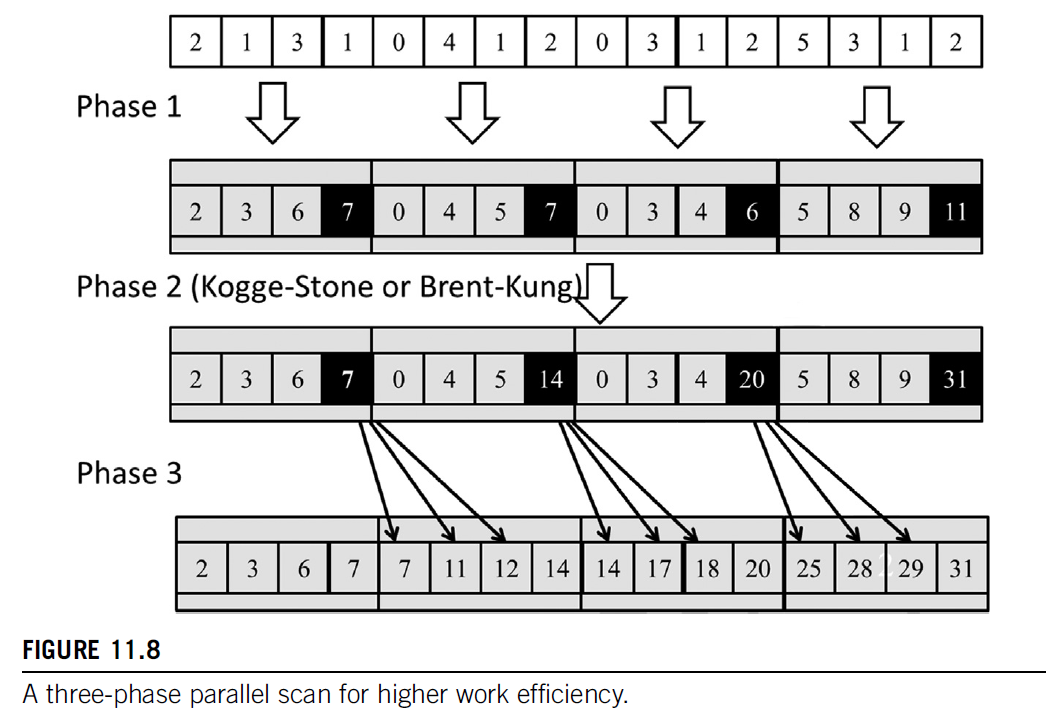 2 1 3 1 0 4 1 2 0 3 1 2 5 3 1 2
Phase 1
2 3 6 7 0 4 5 7 0 3 4 6 5 8 9 11
Phase 2 (Kogge-Stone or Brent-Kung)
2 3 6 7 0 4 5 14 0 3 4 20 5 8 9 31
Phase 3
2 3 6 7 7 11 12 14 14 17 18 20 25 28 29 31
FIGURE 11.8
A three-phase parallel scan for higher work efficiency.